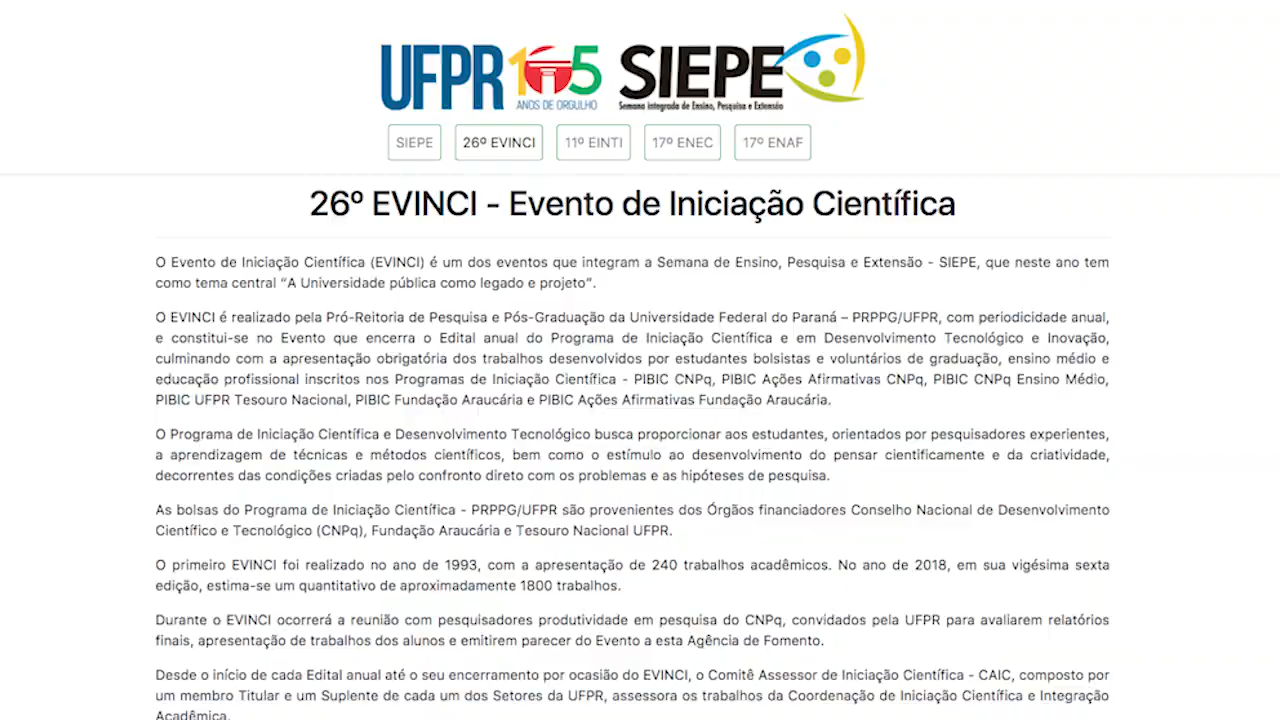 UFPR 105
ANOS DE ORGULHO
SIEPE
Semana integrada de Ensino, Pesquisa e Extensão
SIEPE 26º EVINCI 11º EINTI 17º ENEC 17º ENAF
26º EVINCI - Evento de Iniciação Científica
O Evento de Iniciação Científica (EVINCI) é um dos eventos que integram a Semana de Ensino, Pesquisa e Extensão - SIEPE, que neste ano tem
como tema central “A Universidade pública como legado e projeto”.
O EVINCI é realizado pela Pró-Reitoria de Pesquisa e Pós-Graduação da Universidade Federal do Paraná – PRPPG/UFPR, com periodicidade anual,
e constitui-se no Evento que encerra o Edital anual do Programa de Iniciação Científica e em Desenvolvimento Tecnológico e Inovação,
culminando com a apresentação obrigatória dos trabalhos desenvolvidos por estudantes bolsistas e voluntários de graduação, ensino médio e
educação profissional inscritos nos Programas de Iniciação Científica - PIBIC CNPq, PIBIC Ações Afirmativas CNPq, PIBIC CNPq Ensino Médio,
PIBIC UFPR Tesouro Nacional, PIBIC Fundação Araucária e PIBIC Ações Afirmativas Fundação Araucária.
O Programa de Iniciação Científica e Desenvolvimento Tecnológico busca proporcionar aos estudantes, orientados por pesquisadores experientes,
a aprendizagem de técnicas e métodos científicos, bem como o estímulo ao desenvolvimento do pensar cientificamente e da criatividade,
decorrentes das condições criadas pelo confronto direto com os problemas e as hipóteses de pesquisa.
As bolsas do Programa de Iniciação Científica - PRPPG/UFPR são provenientes dos Órgãos financiadores Conselho Nacional de Desenvolvimento
Científico e Tecnológico (CNPq), Fundação Araucária e Tesouro Nacional UFPR.
O primeiro EVINCI foi realizado no ano de 1993, com a apresentação de 240 trabalhos acadêmicos. No ano de 2018, em sua vigésima sexta
edição, estima-se um quantitativo de aproximadamente 1800 trabalhos.
Durante o EVINCI ocorrerá a reunião com pesquisadores produtividade em pesquisa do CNPq, convidados pela UFPR para avaliarem relatórios
finais, apresentação de trabalhos dos alunos e emitirem parecer do Evento a esta Agência de Fomento.
Desde o início de cada Edital anual até o seu encerramento por ocasião do EVINCI, o Comitê Assessor de Iniciação Científica - CAIC, composto por
um membro Titular e um Suplente de cada um dos Setores da UFPR, assessora os trabalhos da Coordenação de Iniciação Científica e Integração
Acadêmica.